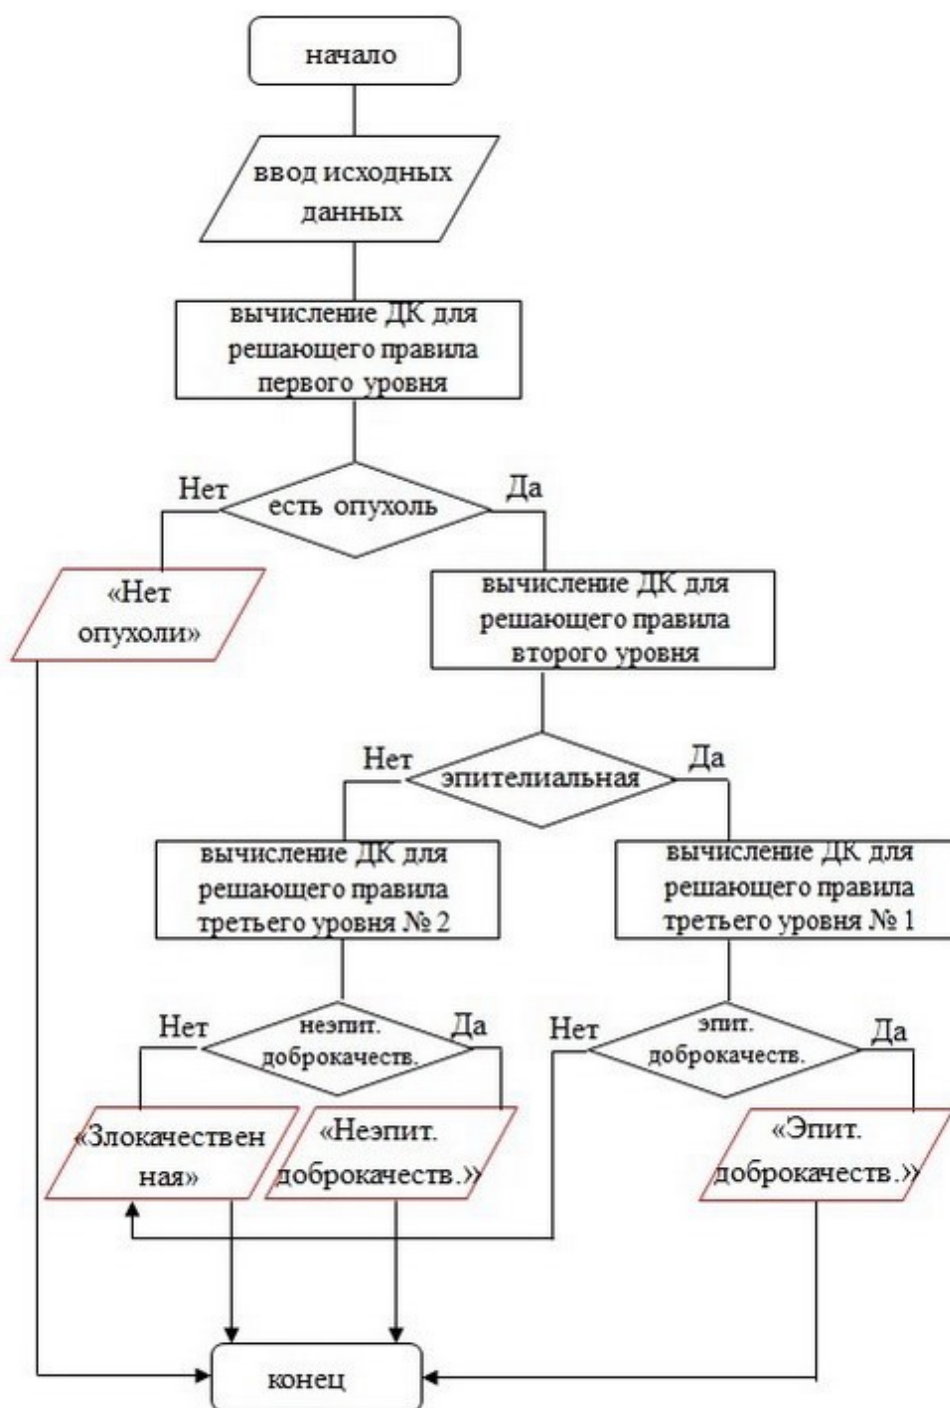 начало
ввод исходных
данных
вычисление ДК для
решающего правила
первого уровня
Нет
есть опухоль
Да
«Нет
опухоли»
вычисление ДК для
решающего правила
второго уровня
Нет
эпителиальная
Да
вычисление ДК для
решающего правила
третьего уровня № 2
вычисление ДК для
решающего правила
третьего уровня № 1
Нет
неэпит.
доброкачеств.
Да
Нет
эпит.
доброкачеств.
Да
«Злокачествен
ная»
«Неэпит.
доброкачеств.»
«Эпит.
доброкачеств.»
конец